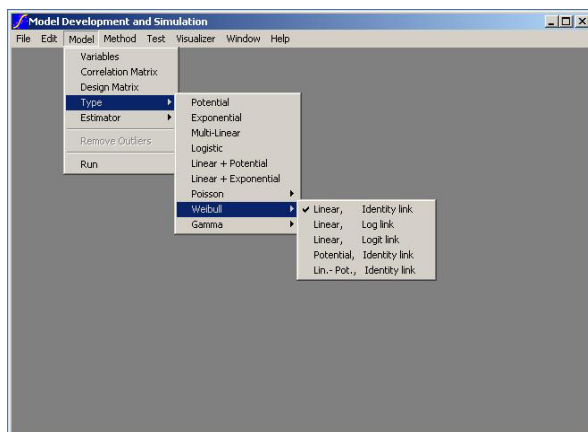 Model Development and Simulation
File Edit Model Method Test Visualizer Window Help
Variables
Correlation Matrix
Design Matrix
Type
Estimator
Remove Outliers
Run
Potential
Exponential
Multi-Linear
Logistic
Linear + Potential
Linear + Exponential
Poisson
Weibull
Gamma
Linear, Identity link
Linear, Log link
Linear, Logit link
Potential, Identity link
Lin.- Pot., Identity link